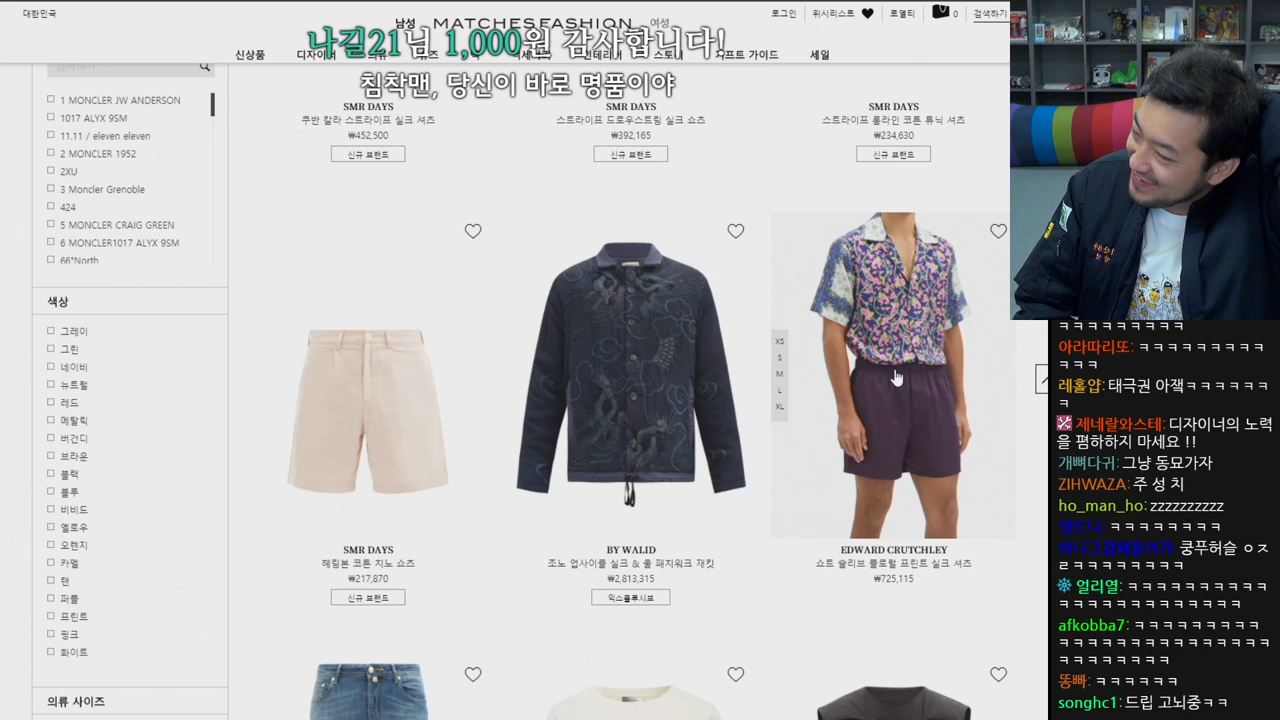 대한민국
남성 MATCHESFASHION 여성
로그인 위시리스트 로열티 0 검색하기
나길21님 1,000원 감사합니다!
신상품 세일
침착맨, 당신이 바로 명품이야
검색하기
1 MONCLER JW ANDERSON
1017 ALYX 9SM
11.11 / eleven eleven
2 MONCLER 1952
2XU
3 Moncler Grenoble
424
5 MONCLER CRAIG GREEN
6 MONCLER1017 ALYX 9SM
66°North
색상
그레이
그린
네이비
뉴트럴
레드
메탈릭
버건디
브라운
블랙
블루
비비드
옐로우
오렌지
카멜
탠
퍼플
프린트
핑크
화이트
의류 사이즈
SMR DAYS
쿠반 칼라 스트라이프 실크 셔츠
₩452,500
신규 브랜드
SMR DAYS
스트라이프 드로우스트링 실크 쇼츠
₩392,165
신규 브랜드
SMR DAYS
스트라이프 롱라인 코튼 튜닉 셔츠
₩234,630
신규 브랜드
XS
S
M
L
XL
SMR DAYS
헤링본 코튼 치노 쇼츠
₩217,870
신규 브랜드
BY WALID
조노 업사이클 실크 & 울 패치워크 재킷
₩2,813,315
익스클루시브
EDWARD CRUTCHLEY
쇼트 슬리브 플로럴 프린트 실크 셔츠
₩725,115
ㅋㅋㅋㅋㅋㅋㅋㅋㅋ
아라따리또: ㅋㅋㅋㅋㅋㅋㅋㅋㅋ
ㅋㅋㅋ
레홀얍: 태극권 아잭ㅋㅋㅋㅋㅋㅋ
ㅋ
제네랄와스테: 디자이너의 노력
을 폄하하지 마세요 !!
개뼈다귀: 그냥 동묘가자
ZIHWAZA: 주 성 치
ho_man_ho: zzzzzzzzzz
ㅋㅋㅋㅋㅋㅋㅋㅋ
쿵푸허슬 ㅇㅈ
ㄹㅋㅋㅋㅋㅋㅋㅋㅋㅋ
얼리열: ㅋㅋㅋㅋㅋㅋㅋㅋㅋㅋ
ㅋㅋㅋㅋㅋㅋㅋㅋㅋㅋㅋㅋㅋ
afkobba7: ㅋㅋㅋㅋㅋㅋㅋㅋㅋ
ㅋㅋㅋㅋㅋㅋㅋㅋㅋㅋㅋㅋㅋㅋㅋ
ㅋㅋㅋㅋㅋㅋㅋㅋ
똥빠: ㅋㅋㅋㅋㅋㅋ
songhc1: 드립 고뇌중ㅋㅋ